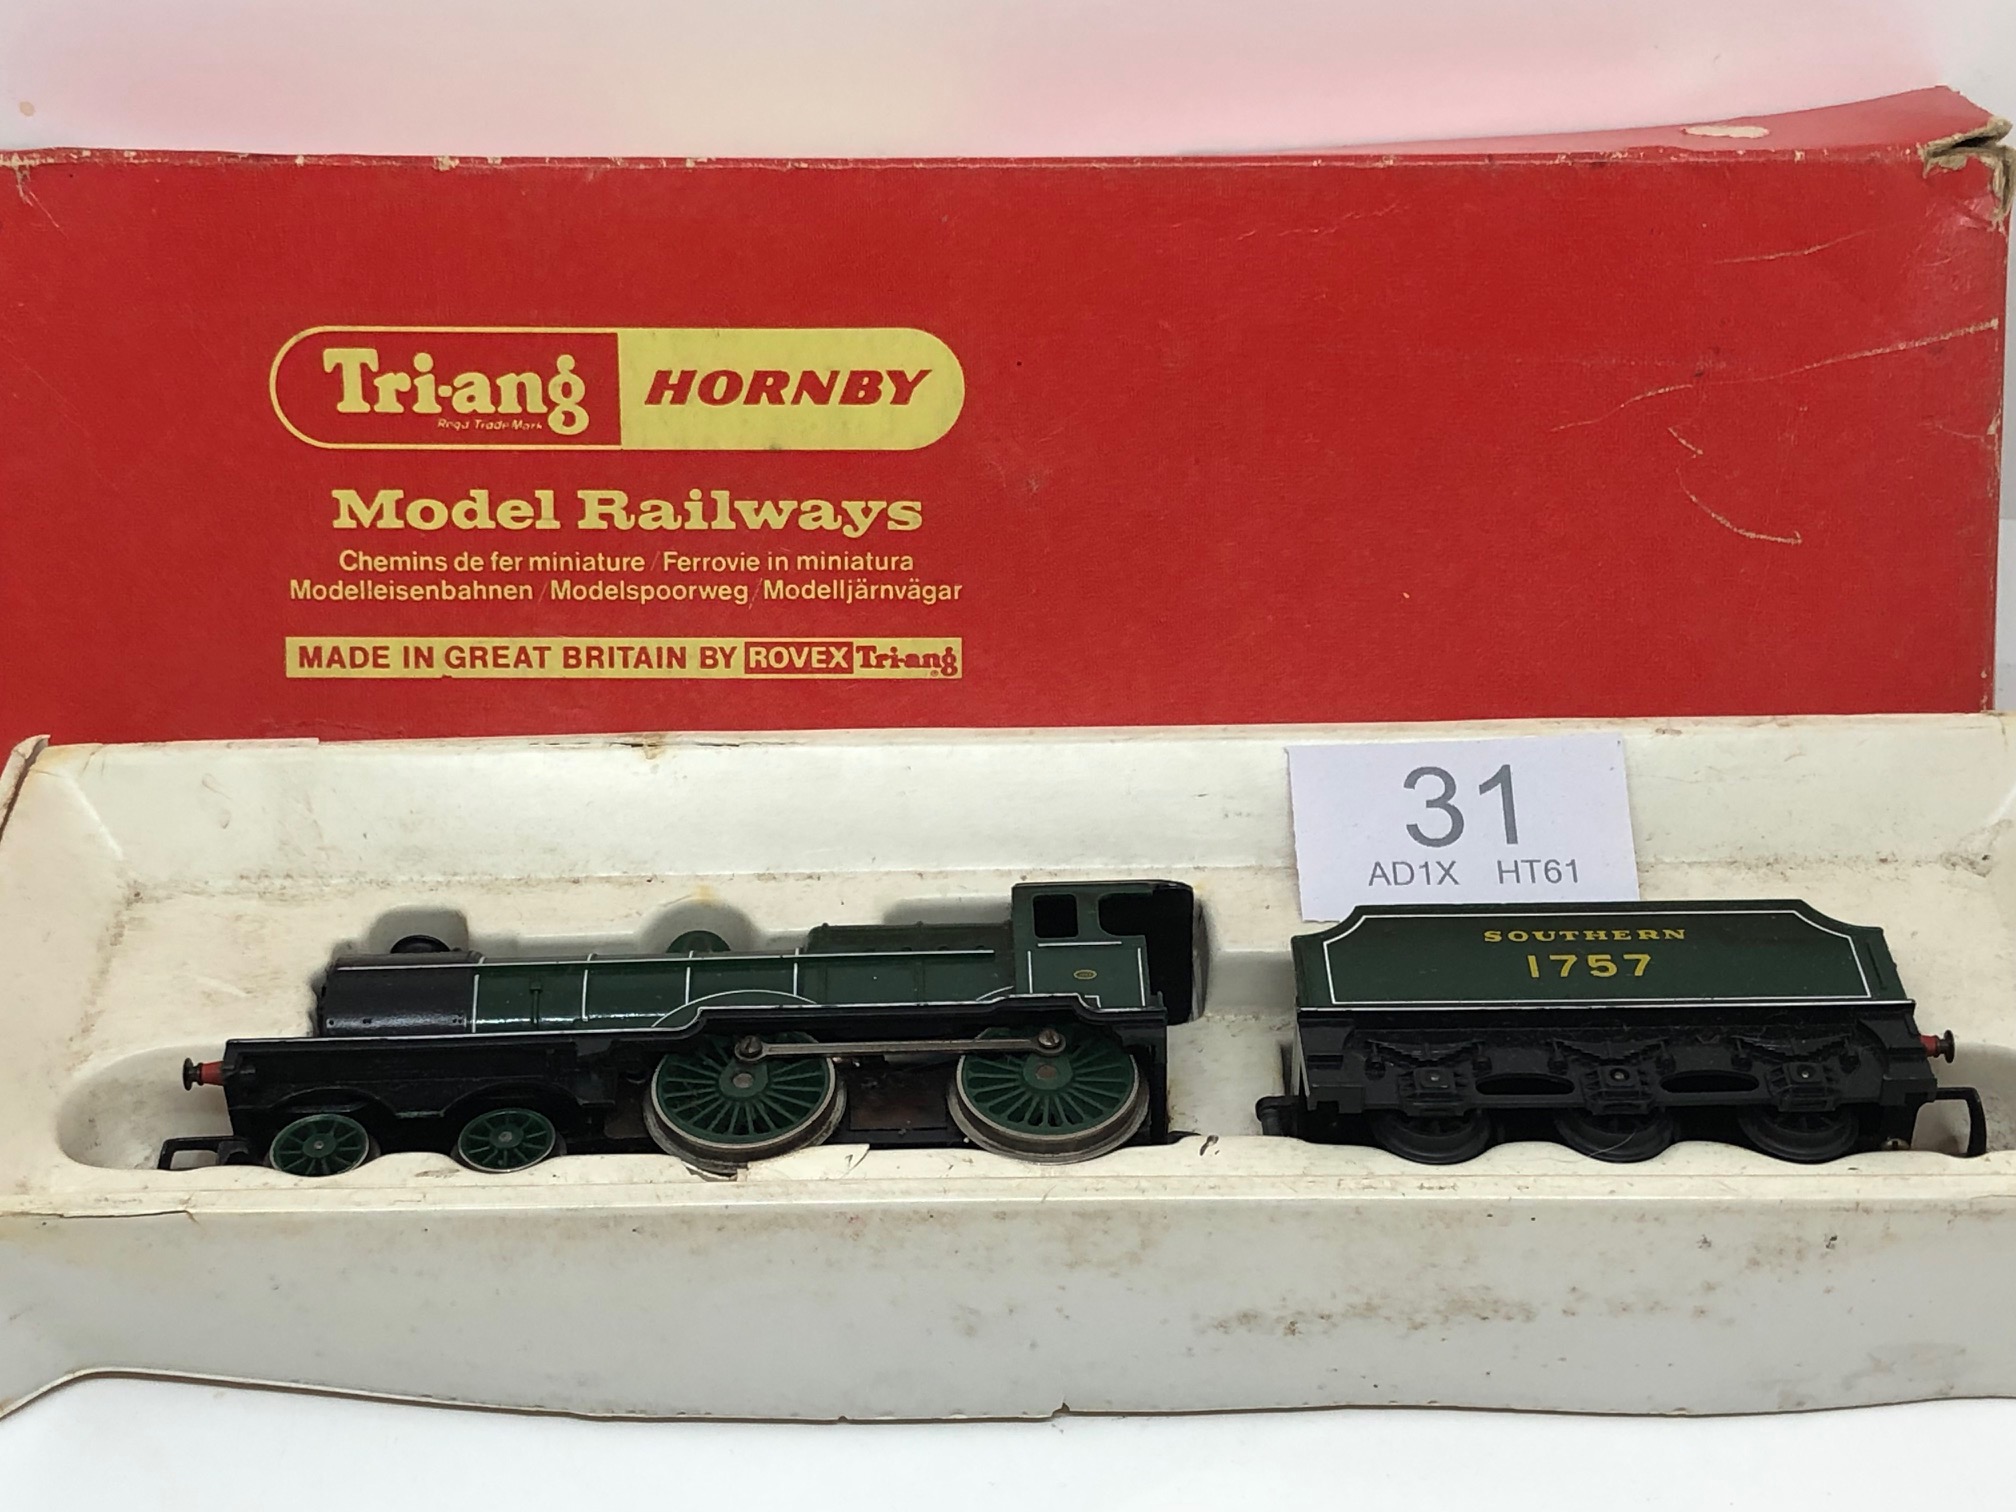 Tri-ang HORNBY
Regd Trade Mark
Model Railways
Chemins de fer miniature / Ferrovie in miniatura
Modelleisenbahnen / Modelspoorweg / Modelljärnvägar
MADE IN GREAT BRITAIN BY ROVEX Tri-ang
31
AD1X HT61
SOUTHERN
1757